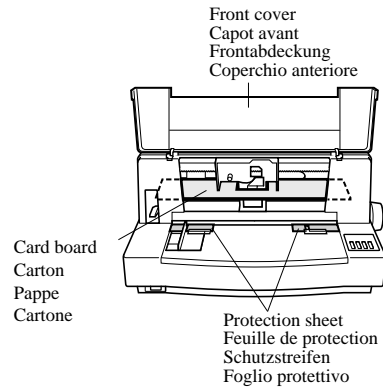 Front cover
Capot avant
Frontabdeckung
Coperchio anteriore
Card board
Carton
Pappe
Cartone
Protection sheet
Feuille de protection
Schutzstreifen
Foglio protettivo